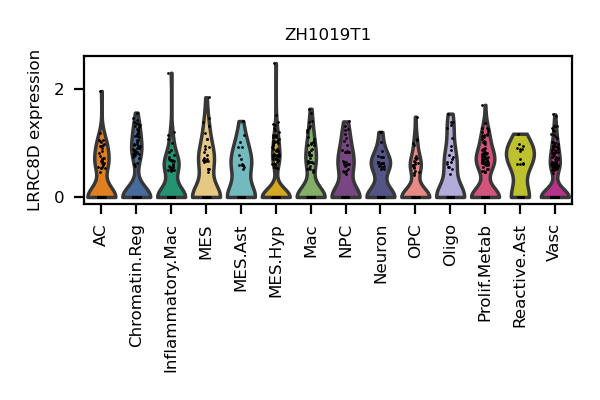 ZH1019T1
LRRC8D expression
2
0
AC
Chromatin.Reg
Inflammatory.Mac
MES
MES.Ast
MES.Hyp
Mac
NPC
Neuron
OPC
Oligo
Prolif.Metab
Reactive.Ast
Vasc